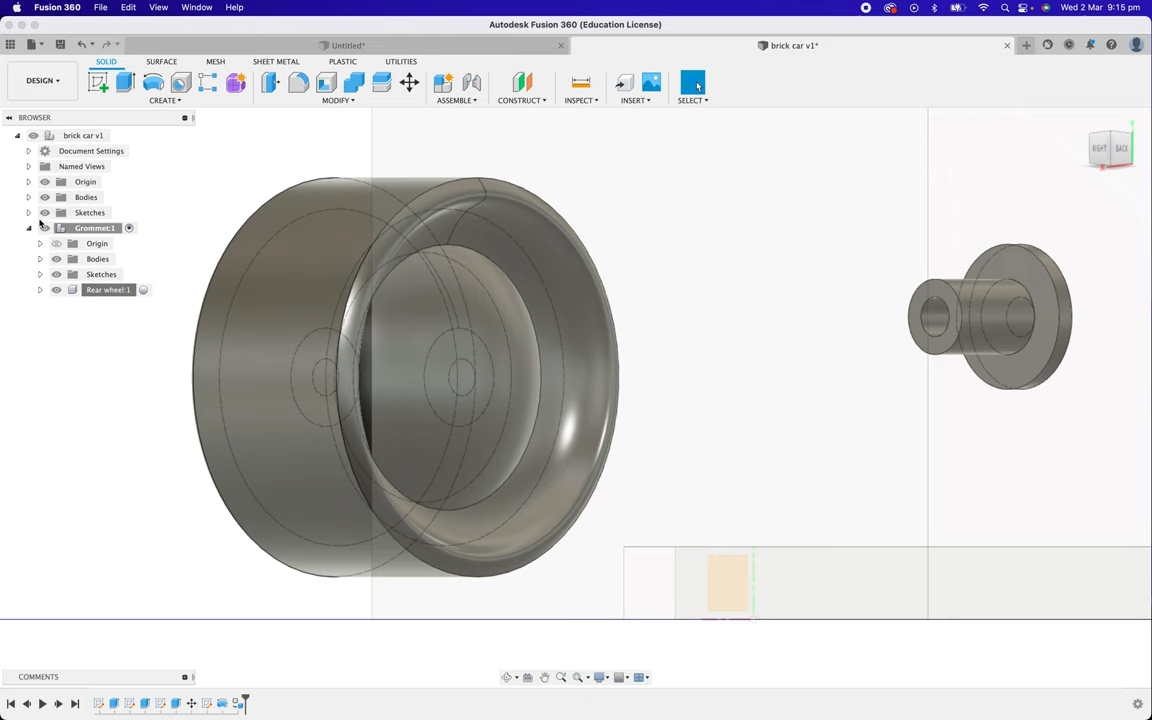 Fusion 360 File Edit View Window Help Wed 2 Mar 9:15 pm
Autodesk Fusion 360 (Education License)
Untitled* brick car v1*
SOLID SURFACE MESH SHEET METAL PLASTIC UTILITIES
DESIGN
CREATE MODIFY ASSEMBLE CONSTRUCT INSPECT INSERT SELECT
BROWSER
brick car v1
Document Settings
Named Views
Origin
Bodies
Sketches
Grommet:1
Origin
Bodies
Sketches
Rear wheel:1
RIGHT BACK
Y
X
COMMENTS